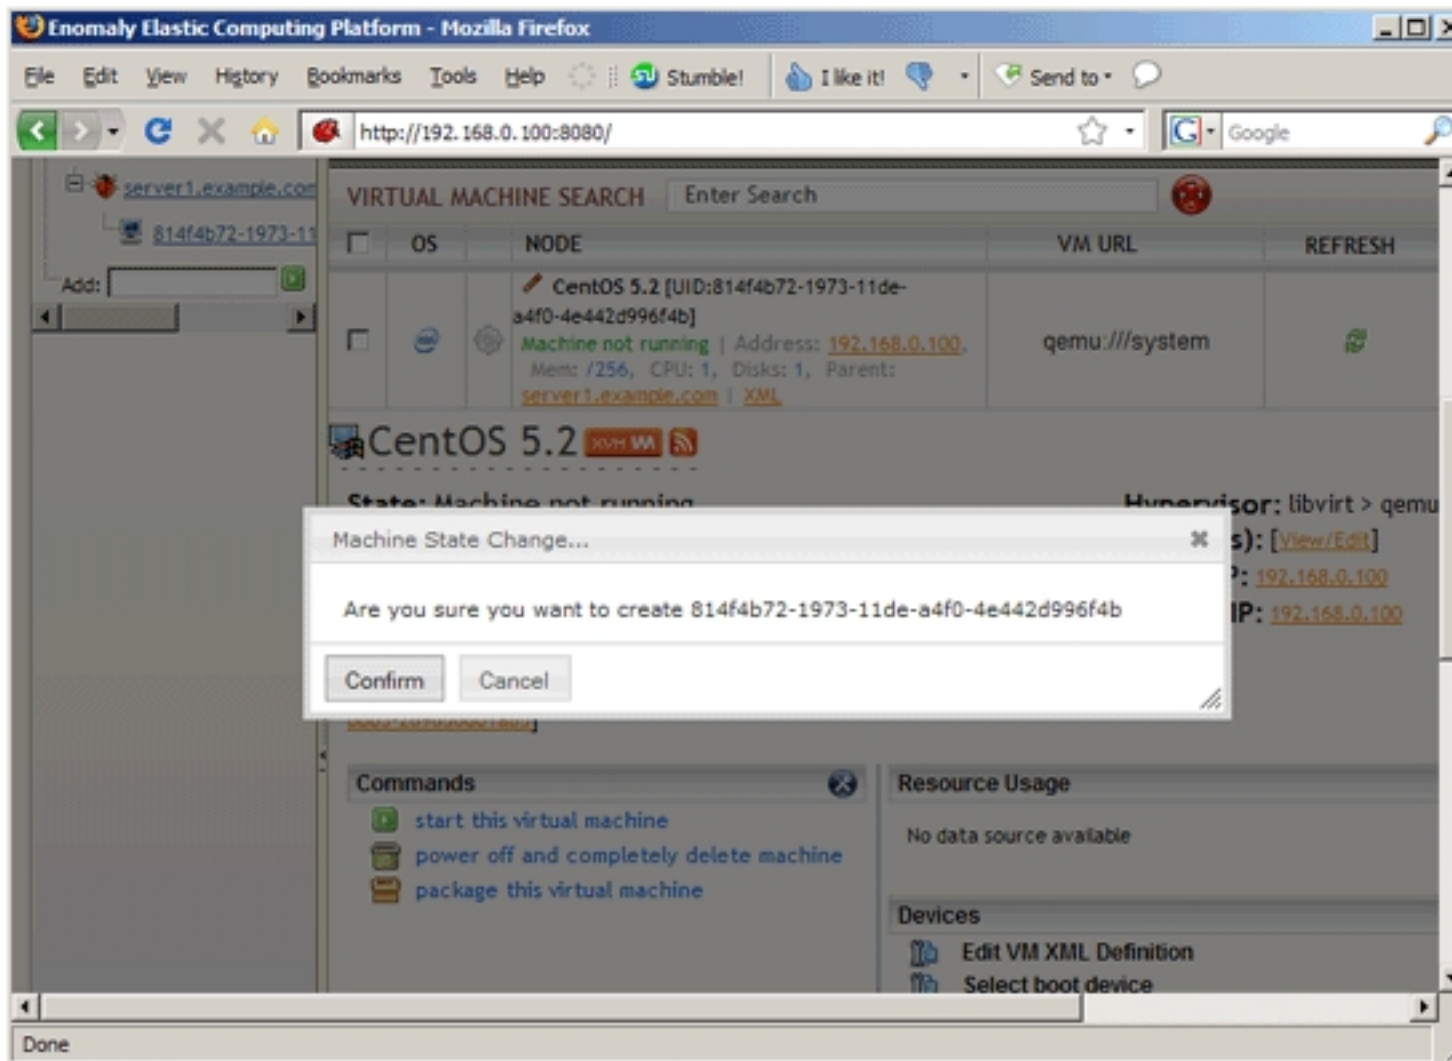 Enomaly Elastic Computing Platform - Mozilla Firefox
File Edit View History Bookmarks Tools Help Stumble! I like it! Send to
http://192.168.0.100:8080/ Google
server1.example.com
814f4b72-1973-11
Add:
VIRTUAL MACHINE SEARCH Enter Search
OS NODE VM URL REFRESH
CentOS 5.2 [UID:814f4b72-1973-11de-
a4f0-4e442d996f4b]
Machine not running | Address: 192.168.0.100,
Mem: /256, CPU: 1, Disks: 1, Parent:
server1.example.com | XML
qemu:///system
CentOS 5.2
State: Machine not running
Hypervisor: libvirt > qemu
s): [View/Edit]
P: 192.168.0.100
IP: 192.168.0.100
Machine State Change...
Are you sure you want to create 814f4b72-1973-11de-a4f0-4e442d996f4b
Confirm Cancel
Commands
start this virtual machine
power off and completely delete machine
package this virtual machine
Resource Usage
No data source available
Devices
Edit VM XML Definition
Select boot device
Done